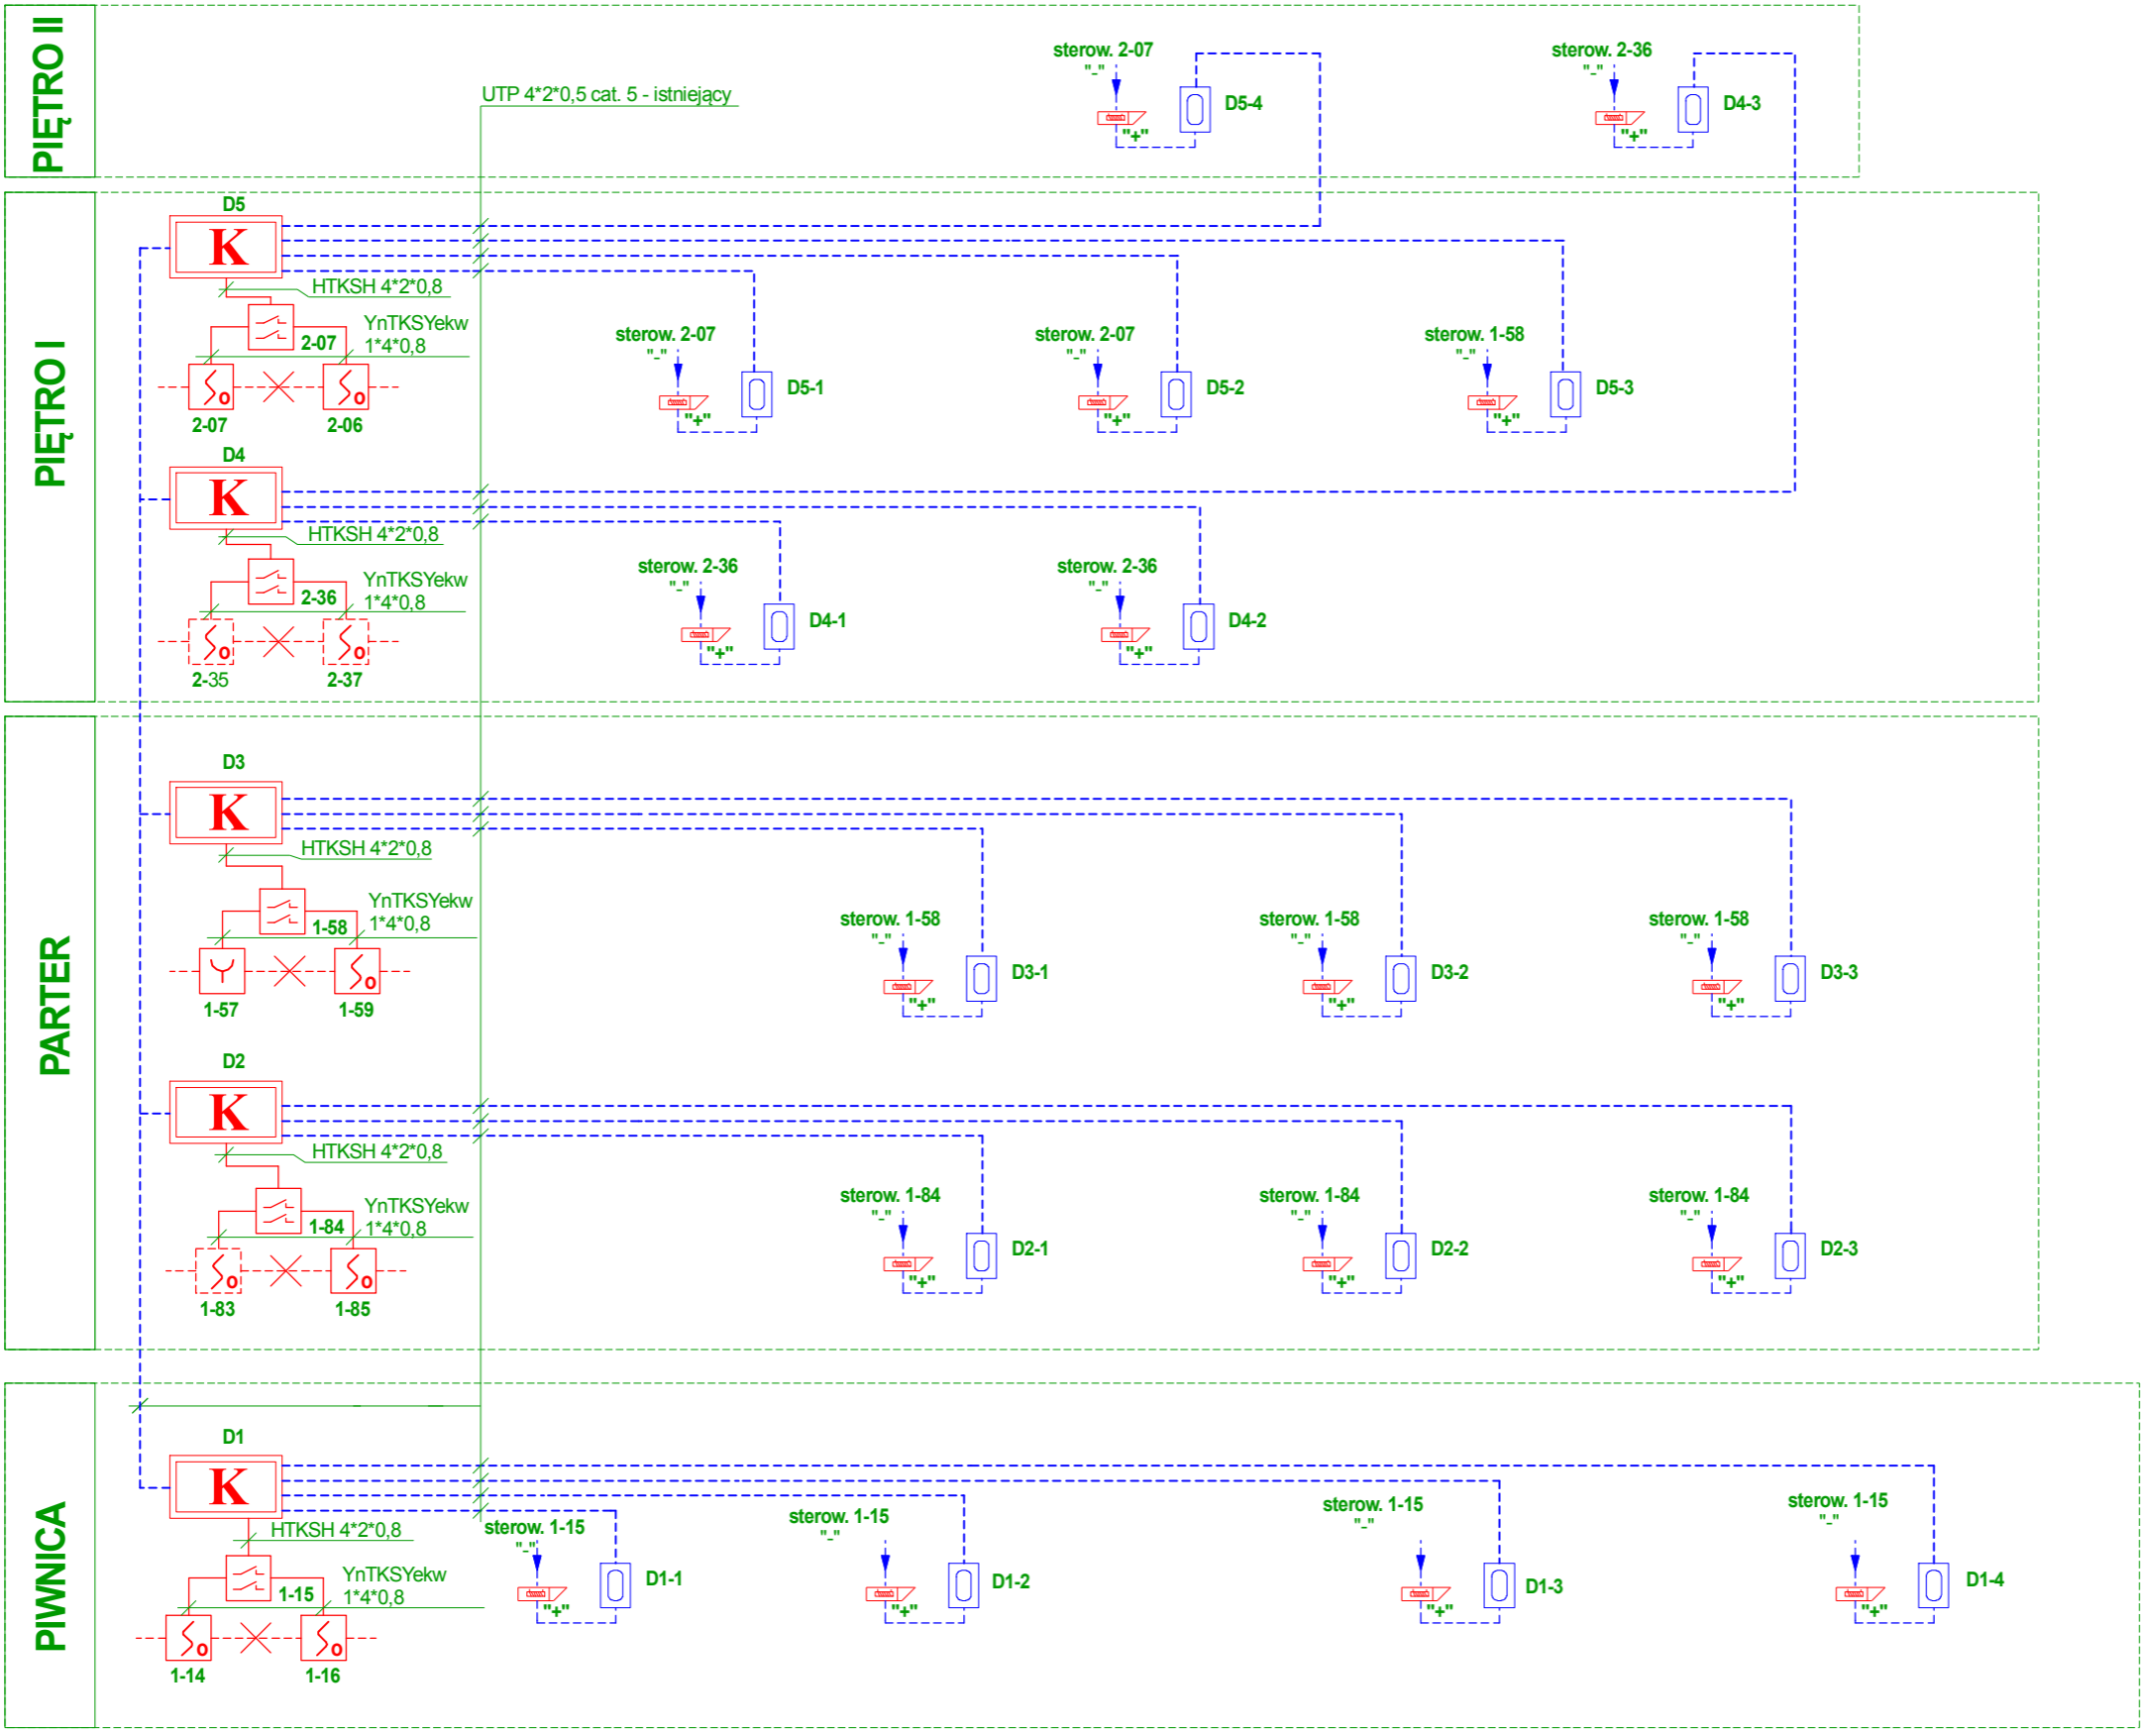 PIĘTRO II
UTP 4*2*0,5 cat. 5 - istniejący
sterow. 2-07
"-"
"+"
D5-4
sterow. 2-36
"-"
"+"
D4-3
PIĘTRO I
D5
K
HTKSH 4*2*0,8
2-07
YnTKSYekw
1*4*0,8
2-07
2-06
sterow. 2-07
"-"
"+"
D5-1
sterow. 2-07
"-"
"+"
D5-2
sterow. 1-58
"-"
"+"
D5-3
D4
K
HTKSH 4*2*0,8
2-36
YnTKSYekw
1*4*0,8
2-35
2-37
sterow. 2-36
"-"
"+"
D4-1
sterow. 2-36
"-"
"+"
D4-2
PARTER
D3
K
HTKSH 4*2*0,8
1-58
YnTKSYekw
1*4*0,8
1-57
1-59
sterow. 1-58
"-"
"+"
D3-1
sterow. 1-58
"-"
"+"
D3-2
sterow. 1-58
"-"
"+"
D3-3
D2
K
HTKSH 4*2*0,8
1-84
YnTKSYekw
1*4*0,8
1-83
1-85
sterow. 1-84
"-"
"+"
D2-1
sterow. 1-84
"-"
"+"
D2-2
sterow. 1-84
"-"
"+"
D2-3
PIWNICA
D1
K
HTKSH 4*2*0,8
1-15
YnTKSYekw
1*4*0,8
1-14
1-16
sterow. 1-15
"-"
"+"
D1-1
sterow. 1-15
"-"
"+"
D1-2
sterow. 1-15
"-"
"+"
D1-3
sterow. 1-15
"-"
"+"
D1-4